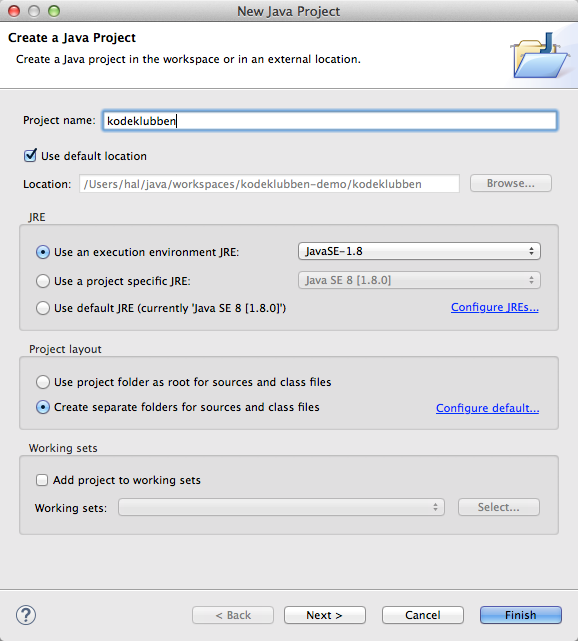 New Java Project
Create a Java Project
Create a Java project in the workspace or in an external location.
Project name: kodeklubben
Use default location
Location: /Users/hal/java/workspaces/kodeklubben-demo/kodeklubben Browse...
JRE
Use an execution environment JRE: JavaSE-1.8
Use a project specific JRE: Java SE 8 [1.8.0]
Use default JRE (currently 'Java SE 8 [1.8.0]') Configure JREs...
Project layout
Use project folder as root for sources and class files
Create separate folders for sources and class files Configure default...
Working sets
Add project to working sets
Working sets: Select...
? < Back Next > Cancel Finish